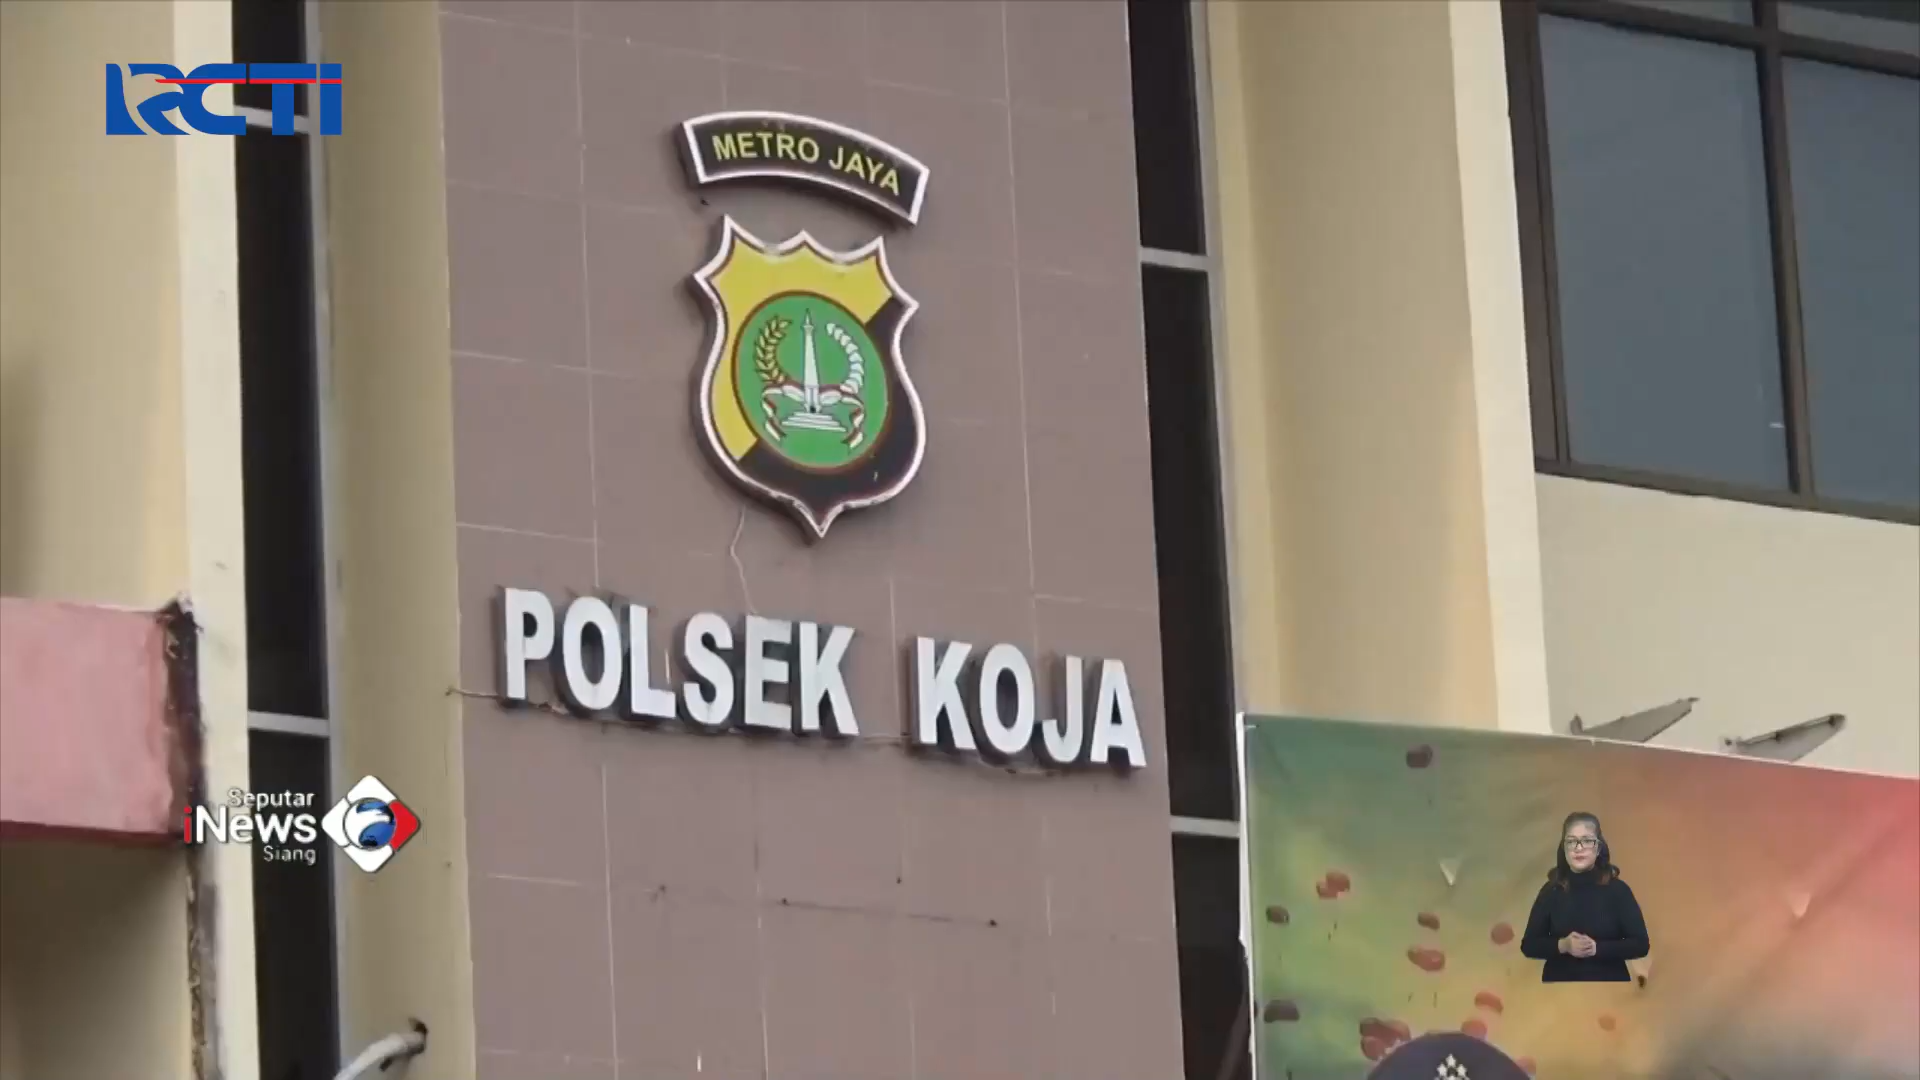 RCTI
METRO JAYA
POLSEK KOJA
Seputar
iNews
Siang